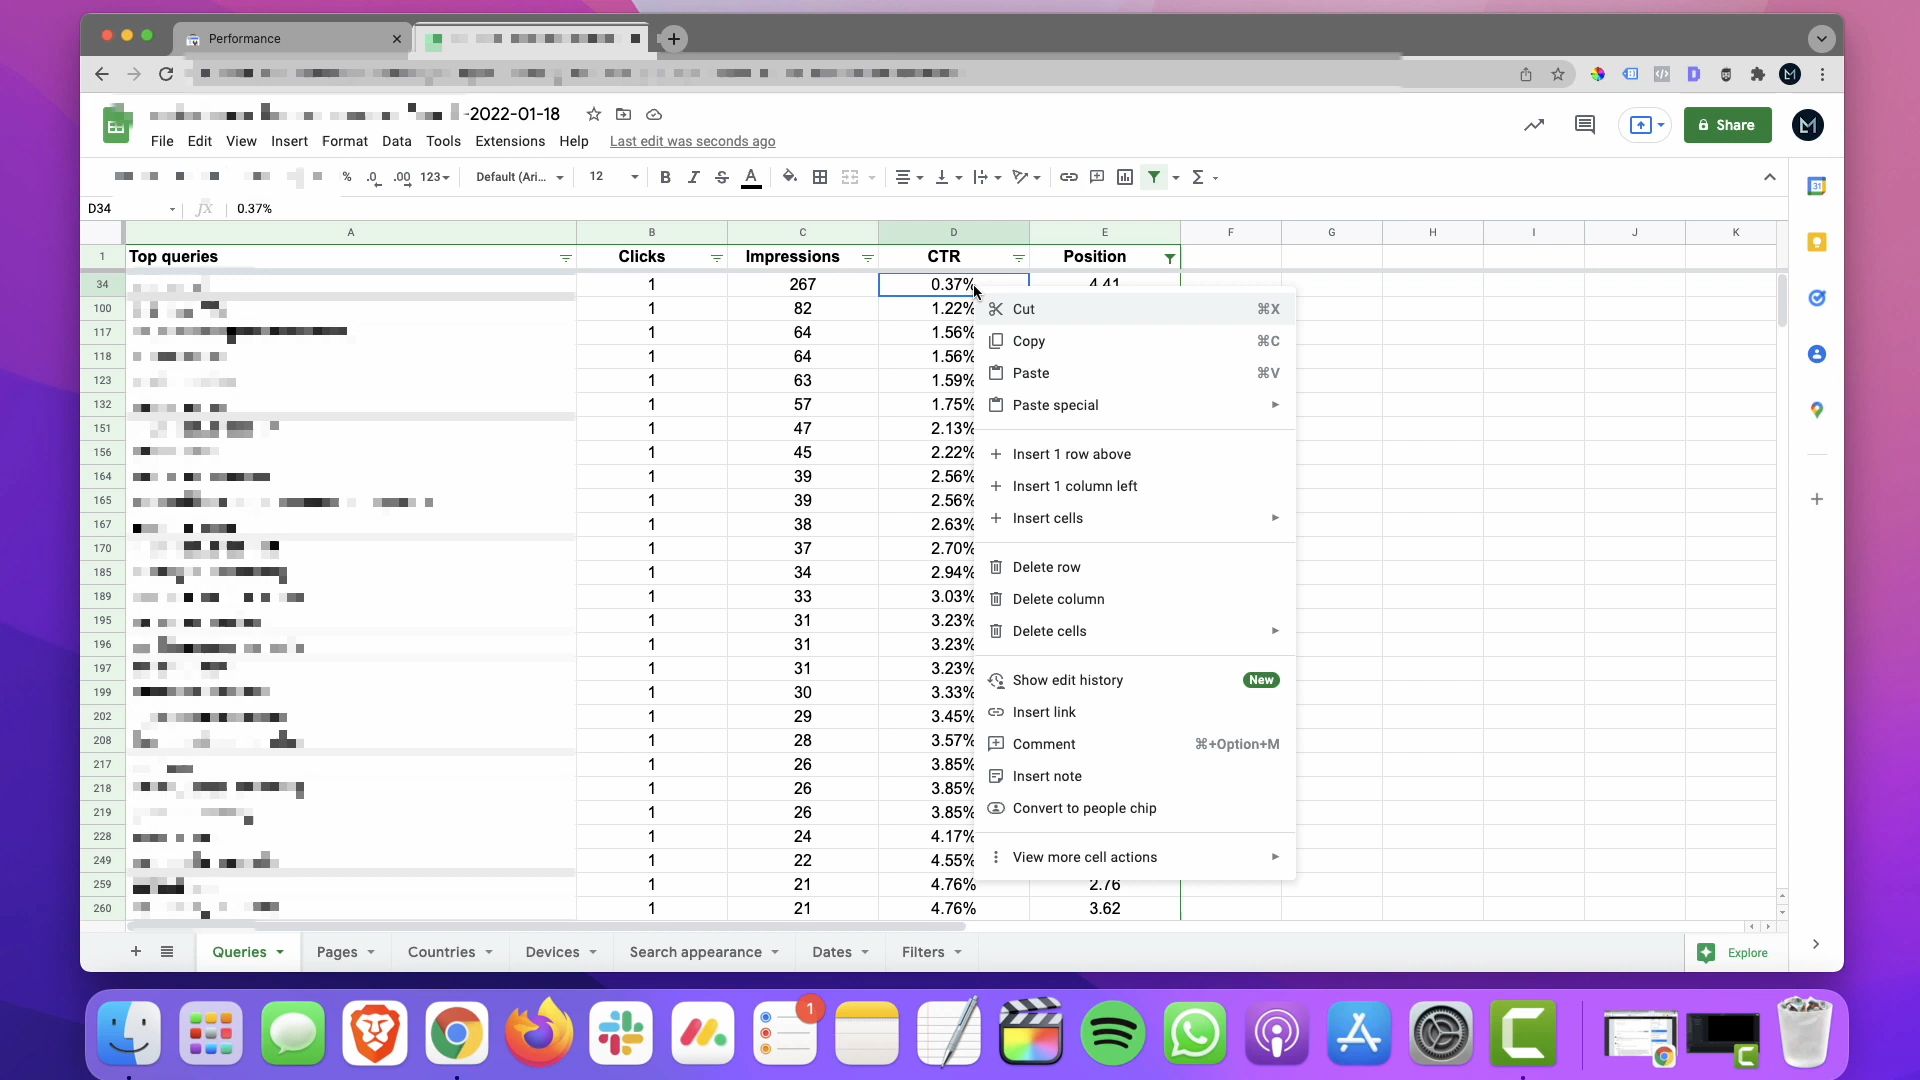 Performance
-2022-01-18
File Edit View Insert Format Data Tools Extensions Help Last edit was seconds ago
Share
% .0 .00 123 Default (Ari... 12
D34 fx 0.37%
A B C D E F G H I J K
1 Top queries Clicks Impressions CTR Position
34 1 267 0.37% 4.41
100 1 82 1.22%
117 1 64 1.56%
118 1 64 1.56%
123 1 63 1.59%
132 1 57 1.75%
151 1 47 2.13%
156 1 45 2.22%
164 1 39 2.56%
165 1 39 2.56%
167 1 38 2.63%
170 1 37 2.70%
185 1 34 2.94%
189 1 33 3.03%
195 1 31 3.23%
196 1 31 3.23%
197 1 31 3.23%
199 1 30 3.33%
202 1 29 3.45%
208 1 28 3.57%
217 1 26 3.85%
218 1 26 3.85%
219 1 26 3.85%
228 1 24 4.17%
249 1 22 4.55%
259 1 21 4.76% 2.76
260 1 21 4.76% 3.62
Cut ⌘X
Copy ⌘C
Paste ⌘V
Paste special
Insert 1 row above
Insert 1 column left
Insert cells
Delete row
Delete column
Delete cells
Show edit history New
Insert link
Comment ⌘+Option+M
Insert note
Convert to people chip
View more cell actions
Queries Pages Countries Devices Search appearance Dates Filters Explore
1